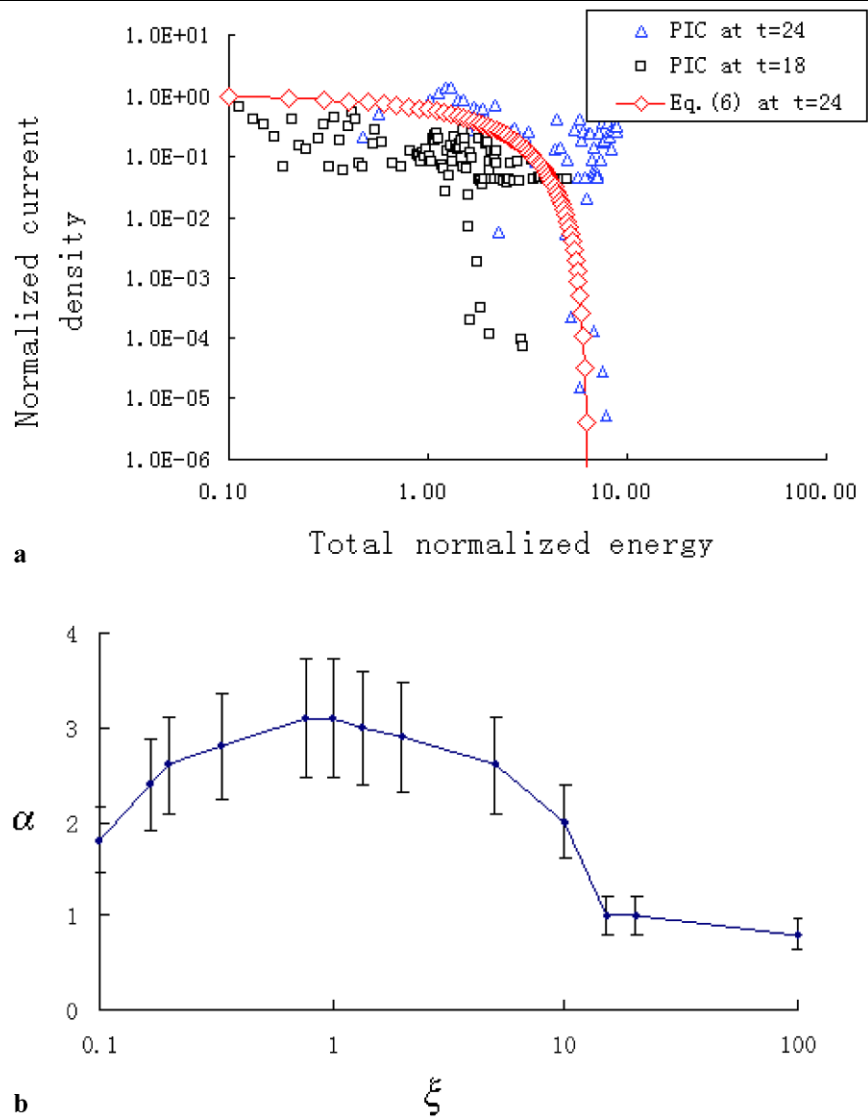 PIC at t=24
PIC at t=18
Eq.(6) at t=24
1.0E+01
1.0E+00
1.0E-01
1.0E-02
1.0E-03
1.0E-04
1.0E-05
1.0E-06
Normalized current
density
0.10
1.00
10.00
100.00
Total normalized energy
a
4
3
2
1
0
α
0.1
1
10
100
ξ
b